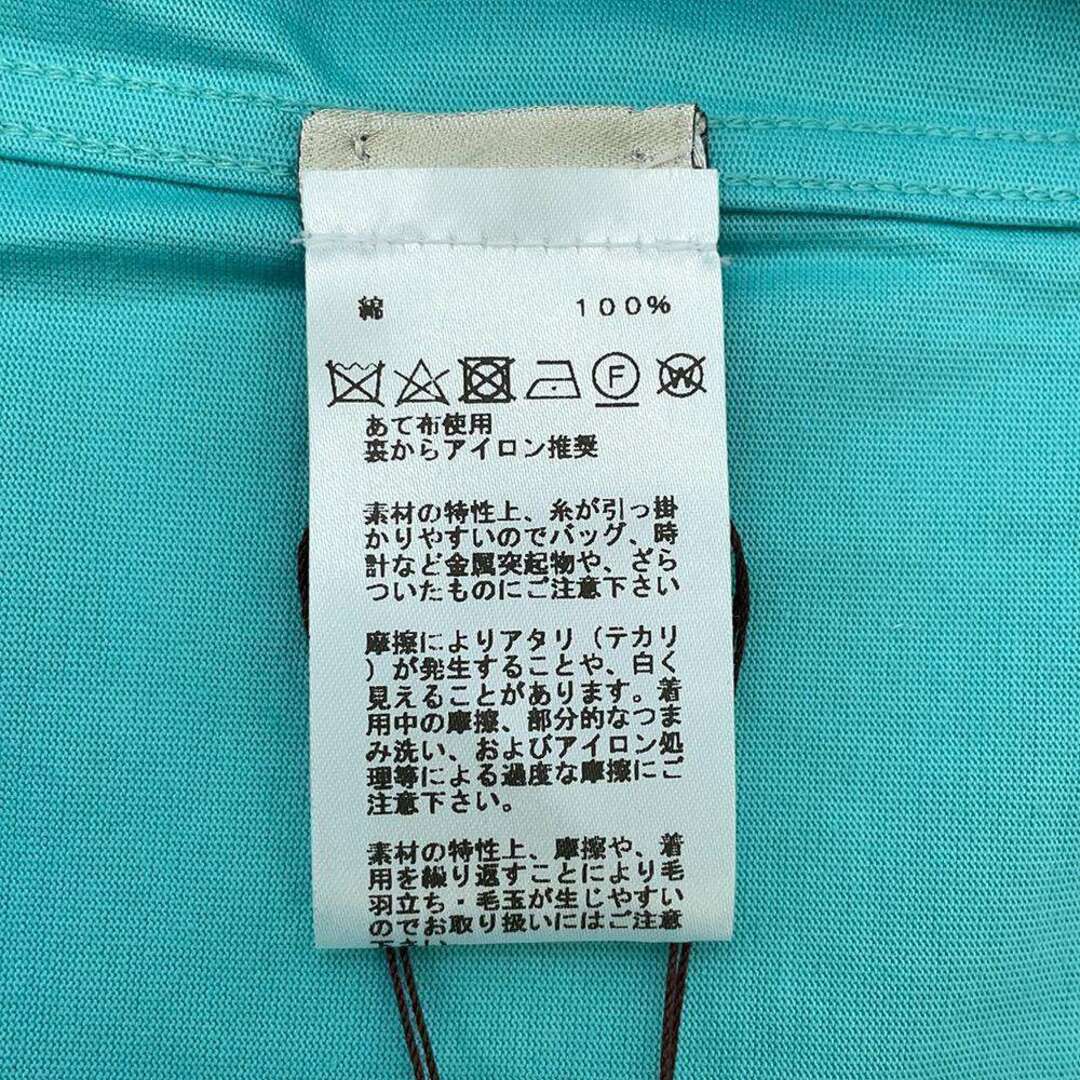 綿 100%
F W
あて布使用
裏からアイロン推奨
素材の特性上、糸が引っ掛
かりやすいのでバッグ、時
計など金属突起物や、ざら
ついたものにご注意下さい
摩擦によりアタリ（テカリ
）が発生することや、白く
見えることがあります。着
用中の摩擦、部分的なつま
み洗い、およびアイロン処
理等による過度な摩擦にご
注意下さい。
素材の特性上、摩擦や、着
用を繰り返すことにより毛
羽立ち・毛玉が生じやすい
のでお取り扱いにはご注意
下さい